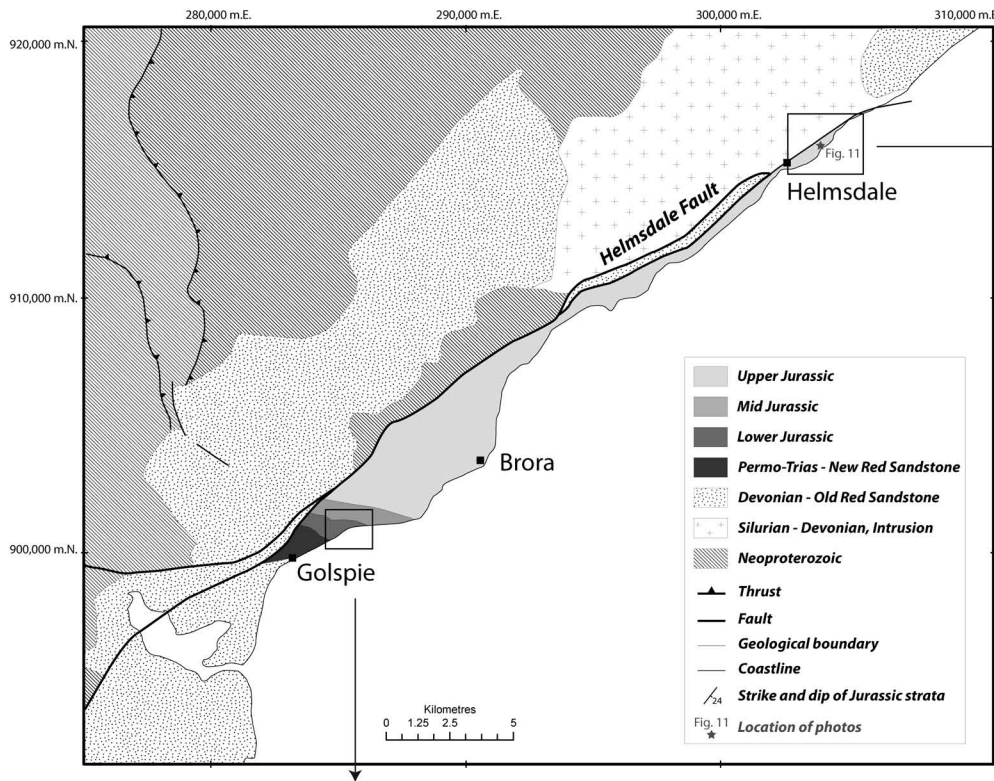 280,000 m.E.
290,000 m.E.
300,000 m.E.
310,000 m.E.
920,000 m.N.
Fig. 11
Helmsdale
Helmsdale Fault
910,000 m.N.
Upper Jurassic
Mid Jurassic
Lower Jurassic
Permo-Trias - New Red Sandstone
Devonian - Old Red Sandstone
Silurian - Devonian, Intrusion
Neoproterozoic
Thrust
Fault
Geological boundary
Coastline
24 Strike and dip of Jurassic strata
Fig. 11 Location of photos
Brora
900,000 m.N.
Golspie
Kilometres
0 1.25 2.5 5